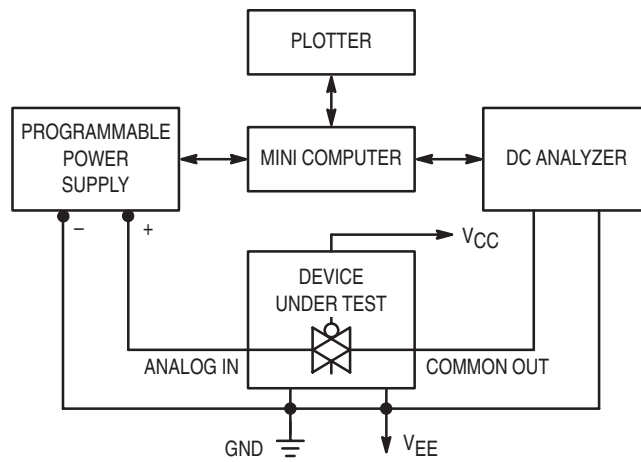 PLOTTER
PROGRAMMABLE
POWER
SUPPLY
MINI COMPUTER
DC ANALYZER
– +
VCC
DEVICE
UNDER TEST
ANALOG IN
COMMON OUT
GND
VEE